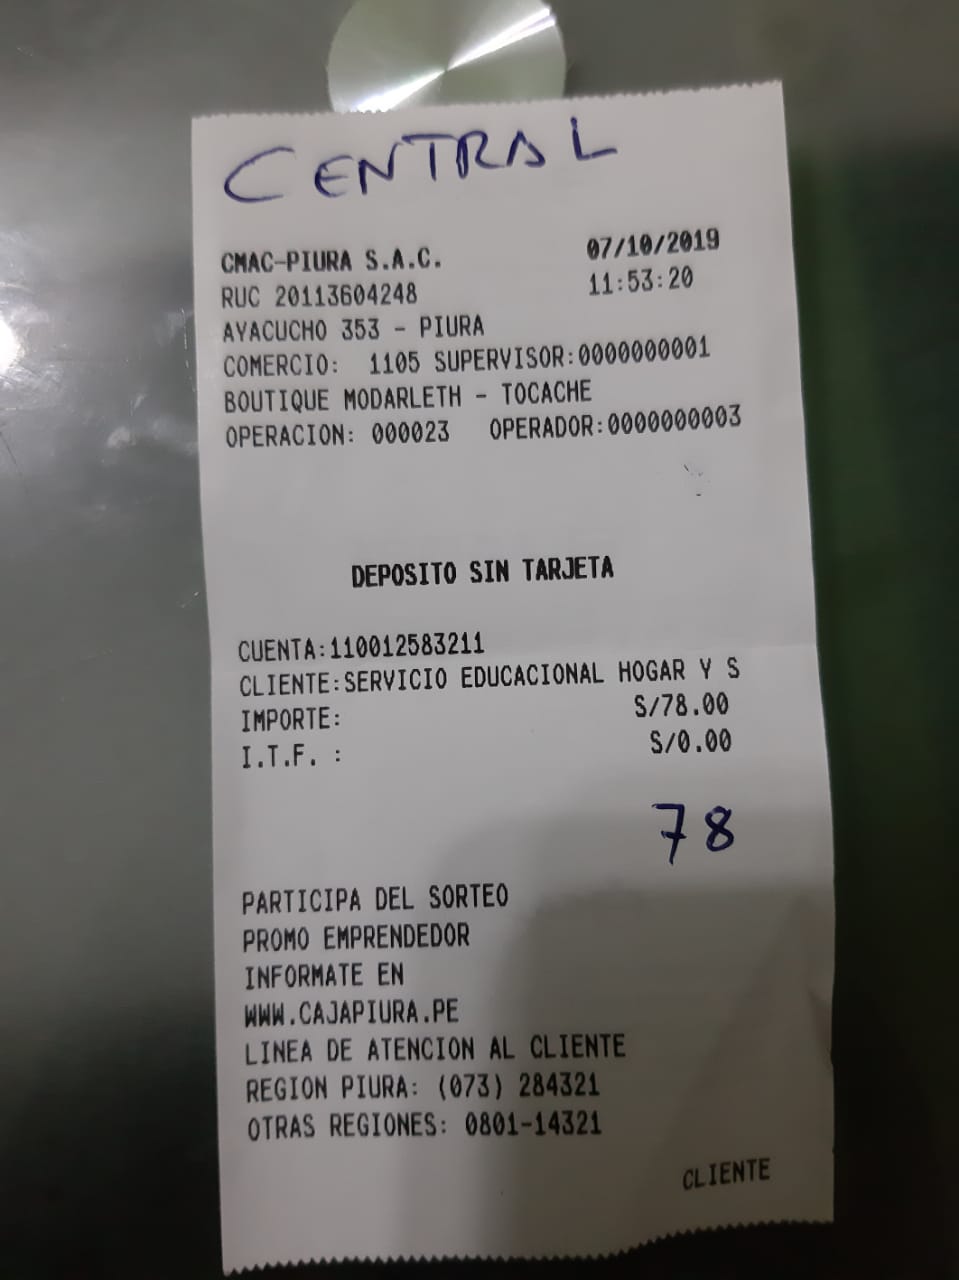 CENTRAL
CMAC-PIURA S.A.C. 07/10/2019
RUC 20113604248 11:53:20
AYACUCHO 353 - PIURA
COMERCIO: 1105 SUPERVISOR:0000000001
BOUTIQUE MODARLETH - TOCACHE
OPERACION: 000023 OPERADOR:0000000003
DEPOSITO SIN TARJETA
CUENTA:110012583211
CLIENTE:SERVICIO EDUCACIONAL HOGAR Y S
IMPORTE: S/78.00
I.T.F. : S/0.00
78
PARTICIPA DEL SORTEO
PROMO EMPRENDEDOR
INFORMATE EN
WWW.CAJAPIURA.PE
LINEA DE ATENCION AL CLIENTE
REGION PIURA: (073) 284321
OTRAS REGIONES: 0801-14321
CLIENTE